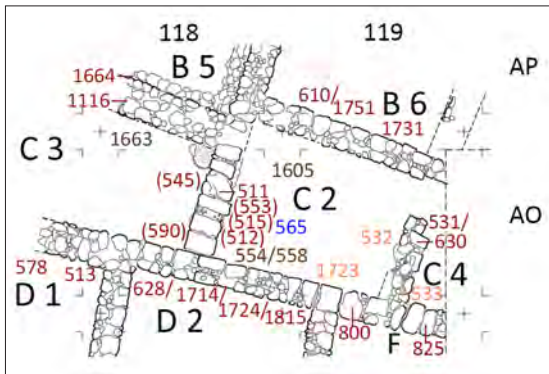 118 119
B 5 AP
1664
610/
1751 B 6
1116
1731
1663
C 3 1605
(545) 511
C 2
(553)
(515) 565
(590) (512)
AO
531/
532 630
554/558
578 513 1723 C 4
533
D 1 628/
1714/
D 2 1724/
1815
800 F 825